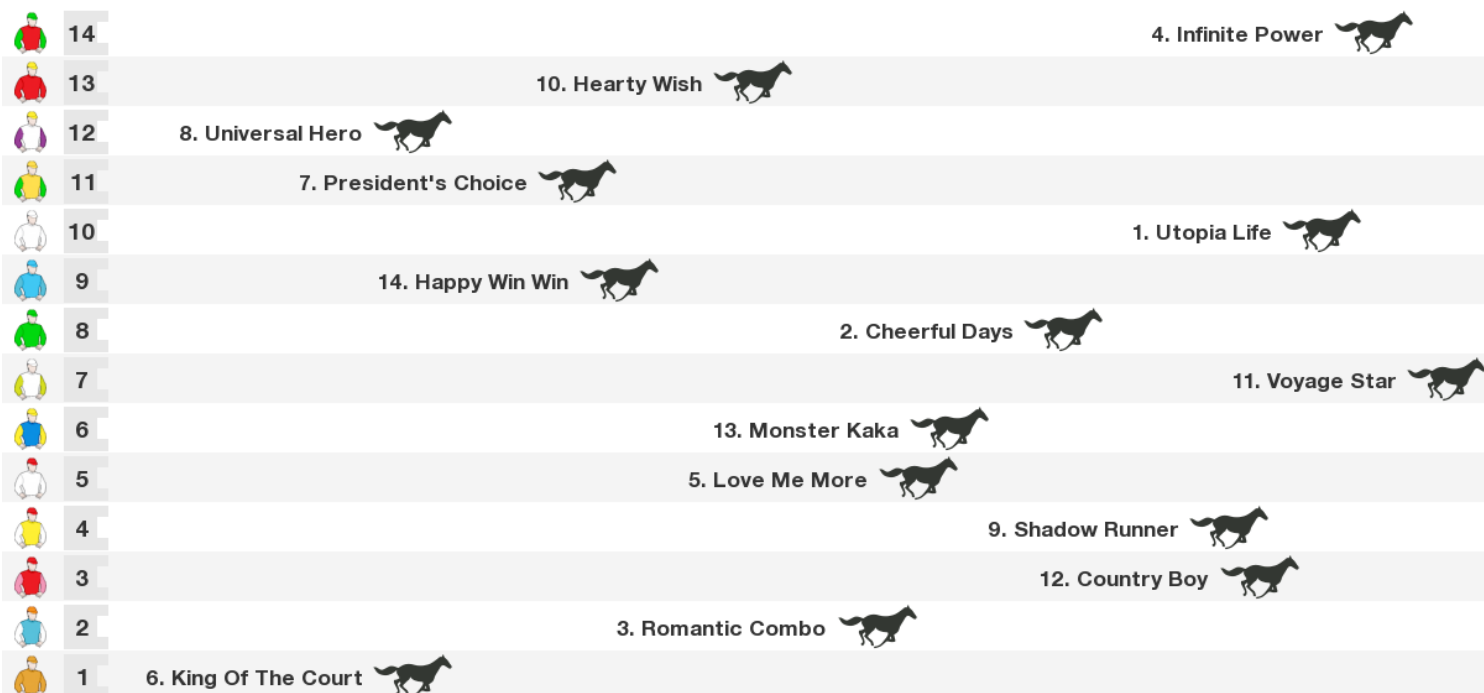 14 4. Infinite Power
13 10. Hearty Wish
12 8. Universal Hero
11 7. President's Choice
10 1. Utopia Life
9 14. Happy Win Win
8 2. Cheerful Days
7 11. Voyage Star
6 13. Monster Kaka
5 5. Love Me More
4 9. Shadow Runner
3 12. Country Boy
2 3. Romantic Combo
1 6. King Of The Court